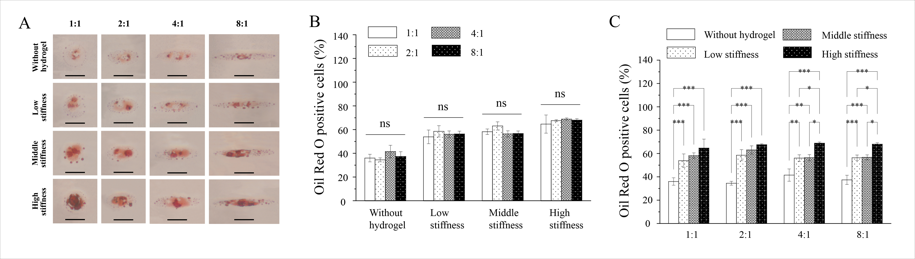 A
1:1 2:1 4:1 8:1
Without
hydrogel
Low
stiffness
Middle
stiffness
High
stiffness
B
1:1 4:1
2:1 8:1
Oil Red O positive cells (%)
140
120
100
80
60
40
20
0
ns ns ns ns
Without
hydrogel
Low
stiffness
Middle
stiffness
High
stiffness
C
Without hydrogel Middle stiffness
Low stiffness High stiffness
Oil Red O positive cells (%)
140
120
100
80
60
40
20
0
*** *** ***
*** *** ***
*** * ** ** *
*** * *** *** *
1:1 2:1 4:1 8:1